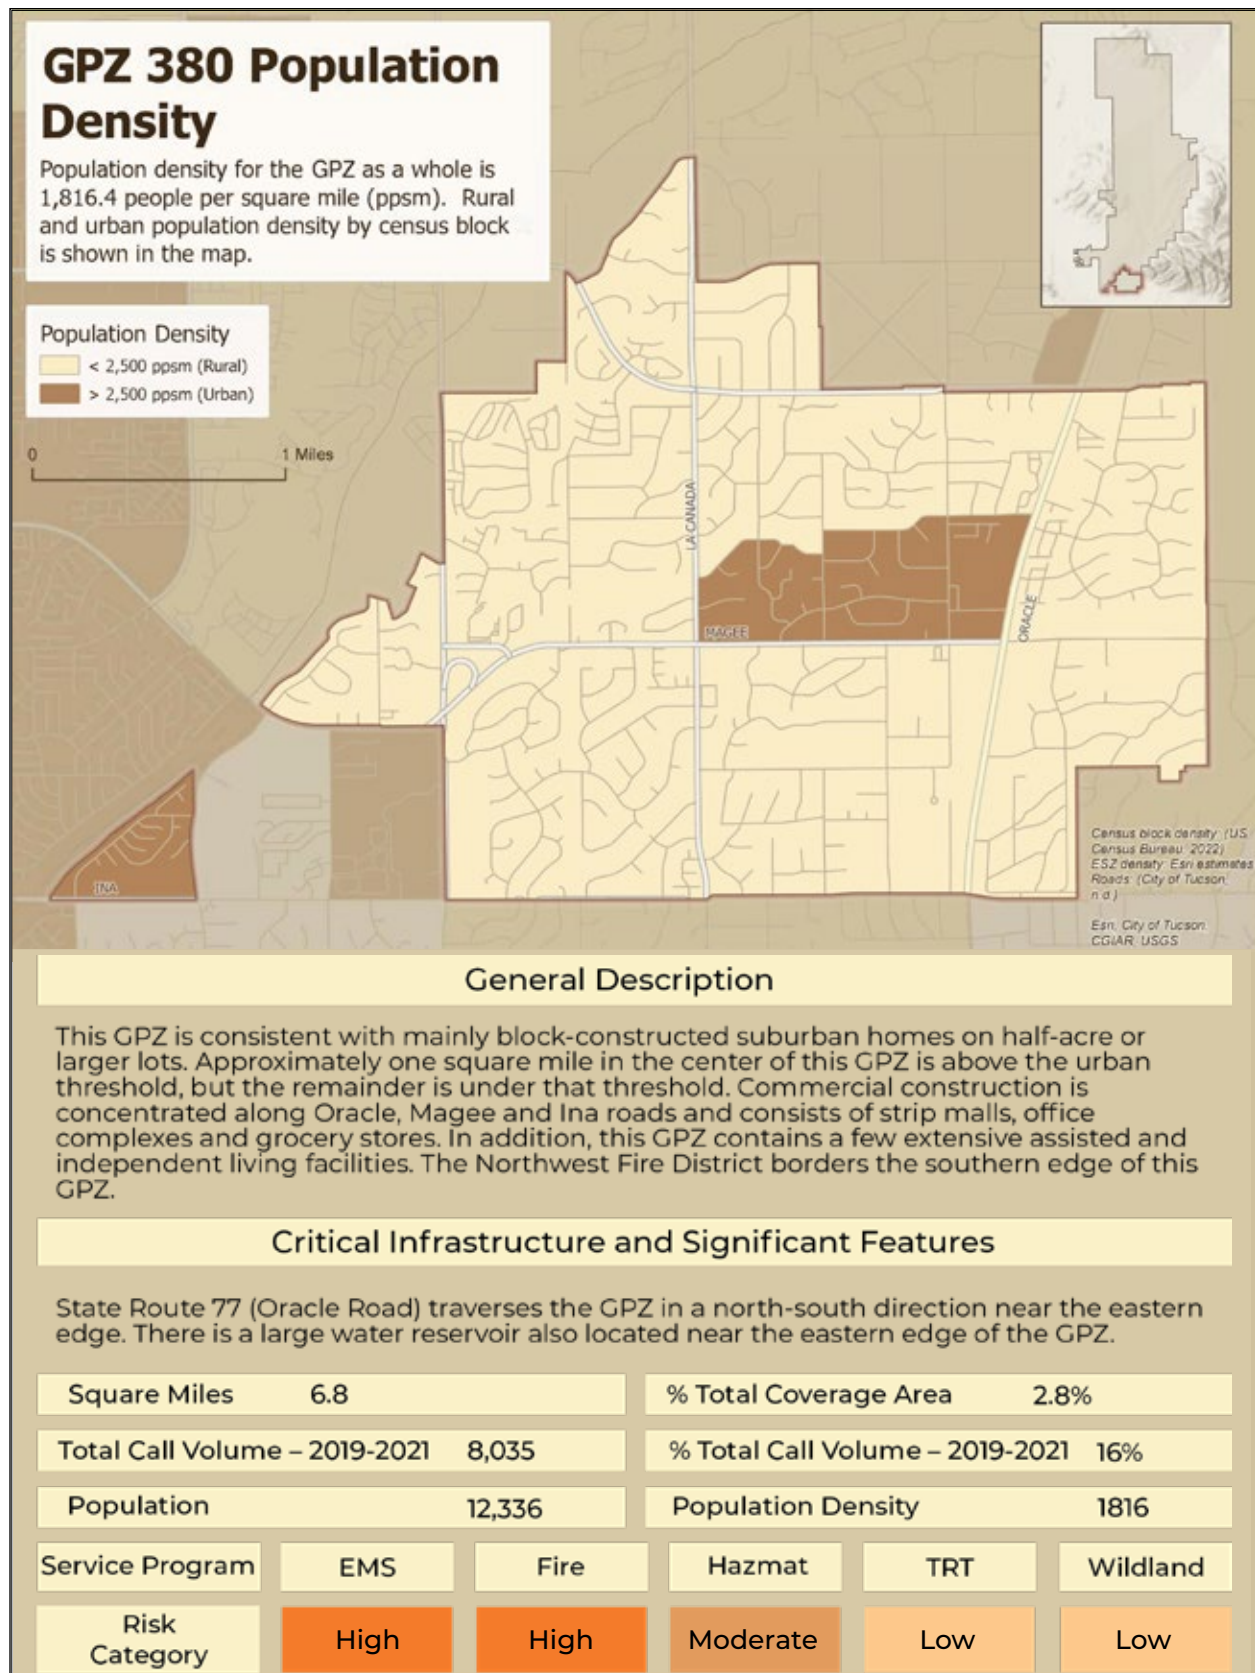 GPZ 380 Population
Density
Population density for the GPZ as a whole is
1,816.4 people per square mile (ppsm). Rural
and urban population density by census block
is shown in the map.
Population Density
< 2,500 ppsm (Rural)
> 2,500 ppsm (Urban)
0 1 Miles
LA CANADA
MAGEE
ORACLE
INA
Census block density: (US
Census Bureau, 2022)
ESZ density: Esri estimates
Roads: (City of Tucson,
n.d.)
Esri, City of Tucson,
CGIAR, USGS
General Description
This GPZ is consistent with mainly block-constructed suburban homes on half-acre or
larger lots. Approximately one square mile in the center of this GPZ is above the urban
threshold, but the remainder is under that threshold. Commercial construction is
concentrated along Oracle, Magee and Ina roads and consists of strip malls, office
complexes and grocery stores. In addition, this GPZ contains a few extensive assisted and
independent living facilities. The Northwest Fire District borders the southern edge of this
GPZ.
Critical Infrastructure and Significant Features
State Route 77 (Oracle Road) traverses the GPZ in a north-south direction near the eastern
edge. There is a large water reservoir also located near the eastern edge of the GPZ.
Square Miles 6.8 % Total Coverage Area 2.8%
Total Call Volume – 2019-2021 8,035 % Total Call Volume – 2019-2021 16%
Population 12,336 Population Density 1816
Service Program EMS Fire Hazmat TRT Wildland
Risk
Category High High Moderate Low Low